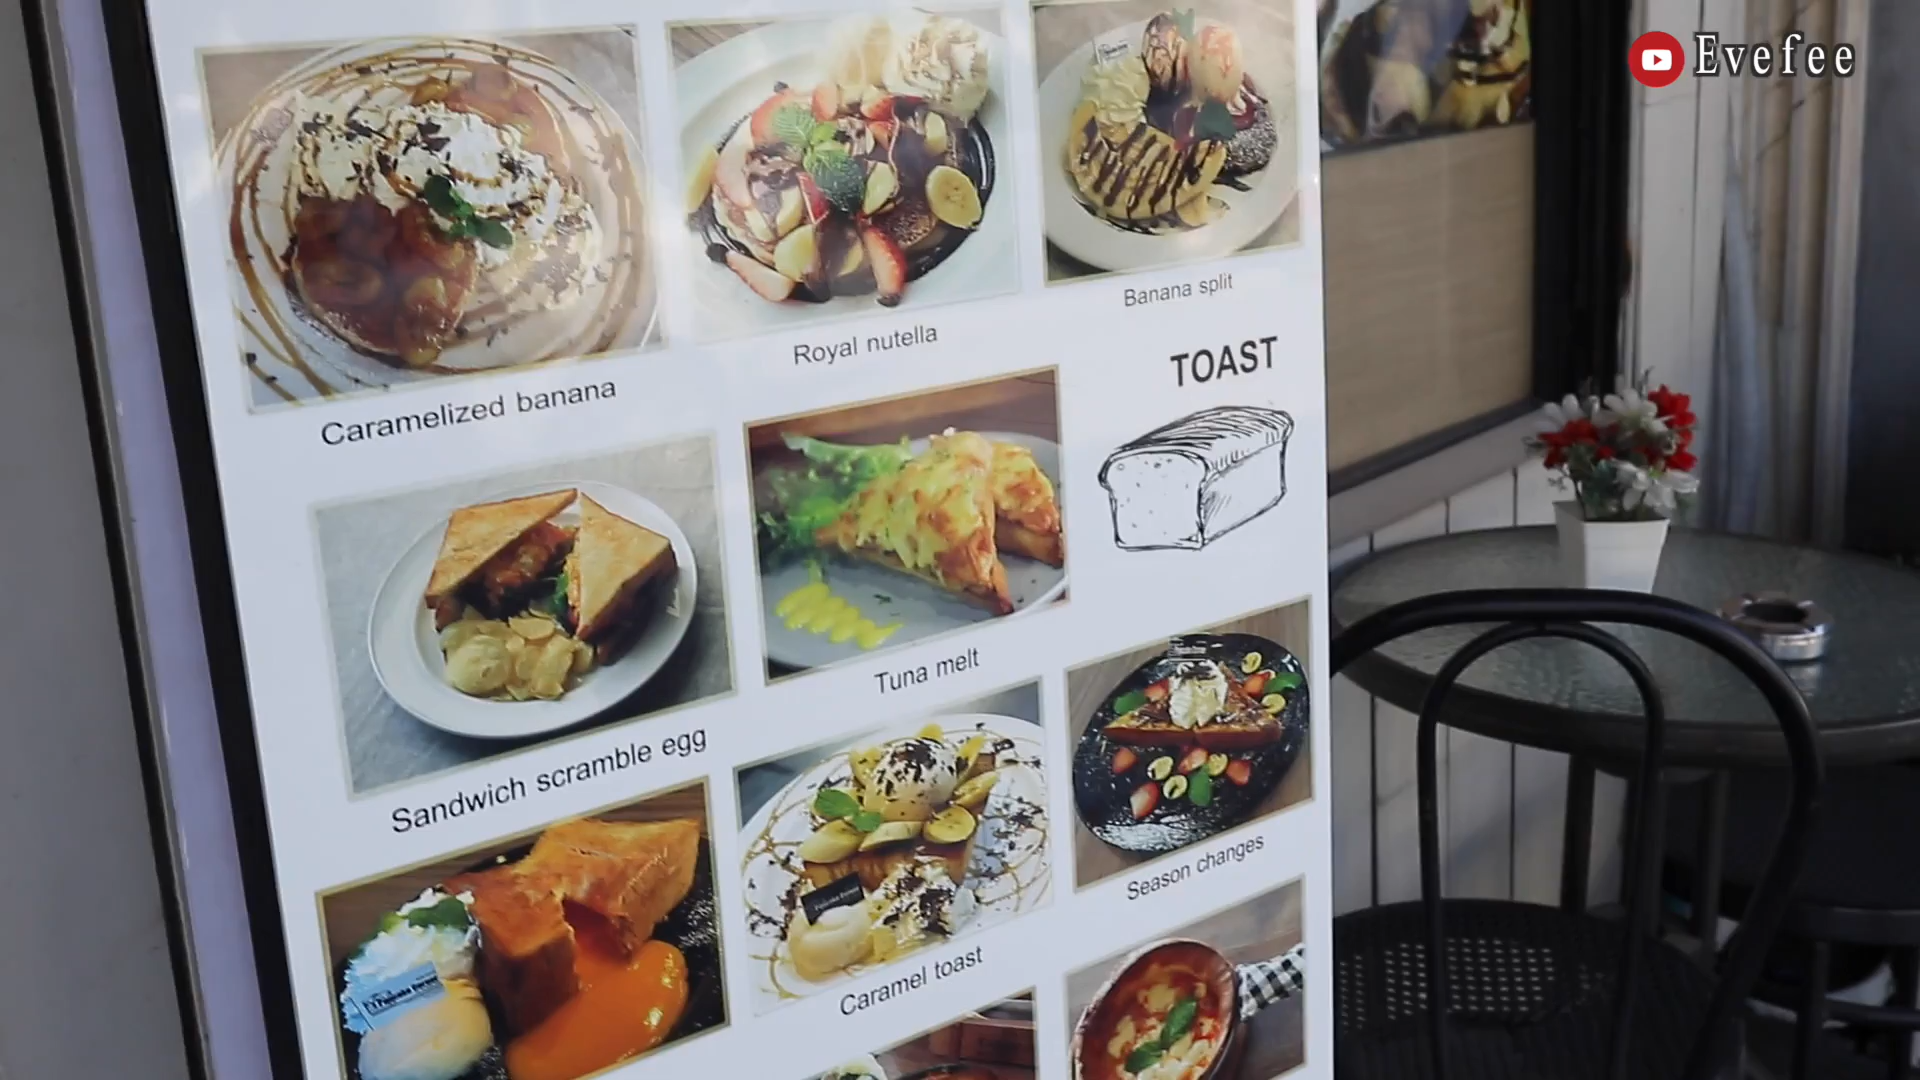 Evefee
Caramelized banana
Royal nutella
Banana split
TOAST
Sandwich scramble egg
Tuna melt
Caramel toast
Season changes